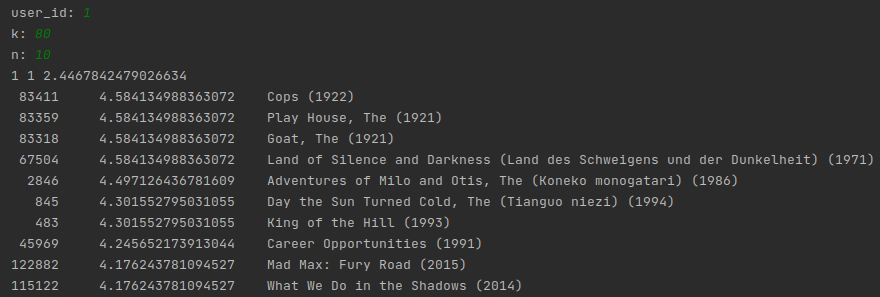 user_id: 1
k: 80
n: 10
1 1 2.4467842479026634
83411 4.584134988363072 Cops (1922)
83359 4.584134988363072 Play House, The (1921)
83318 4.584134988363072 Goat, The (1921)
67504 4.584134988363072 Land of Silence and Darkness (Land des Schweigens und der Dunkelheit) (1971)
2846 4.497126436781609 Adventures of Milo and Otis, The (Koneko monogatari) (1986)
845 4.301552795031055 Day the Sun Turned Cold, The (Tianguo niezi) (1994)
483 4.301552795031055 King of the Hill (1993)
45969 4.245652173913044 Career Opportunities (1991)
122882 4.176243781094527 Mad Max: Fury Road (2015)
115122 4.176243781094527 What We Do in the Shadows (2014)